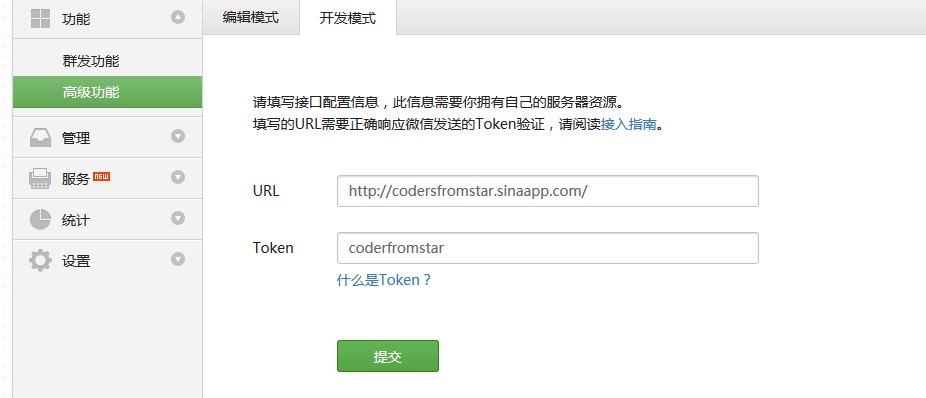 功能
群发功能
高级功能
管理
服务 NEW
统计
设置
编辑模式 开发模式
请填写接口配置信息，此信息需要你拥有自己的服务器资源。
填写的URL需要正确响应微信发送的Token验证，请阅读接入指南。
URL http://codersfromstar.sinaapp.com/
Token coderfromstar
什么是Token？
提交